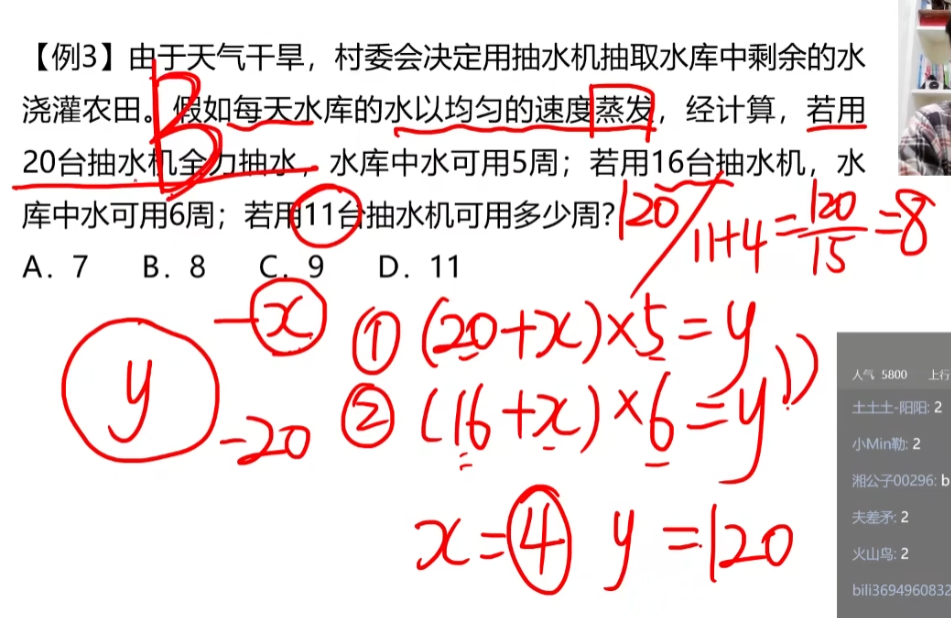 【例3】由于天气干旱，村委会决定用抽水机抽取水库中剩余的水
浇灌农田。假如每天水库的水以均匀的速度蒸发，经计算，若用
20台抽水机全力抽水，水库中水可用5周；若用16台抽水机，水
库中水可用6周；若用11台抽水机可用多少周？
A．7 B．8 C．9 D．11
B
120/11+4=120/15=8
y -x -20
①(20+x)×5=y
②(16+x)×6=y
x=4 y=120
人气 5800 上行
土土土-阳阳: 2
小Min勒: 2
湘公子00296: b
夫差矛: 2
火山鸟: 2
bili3694960832